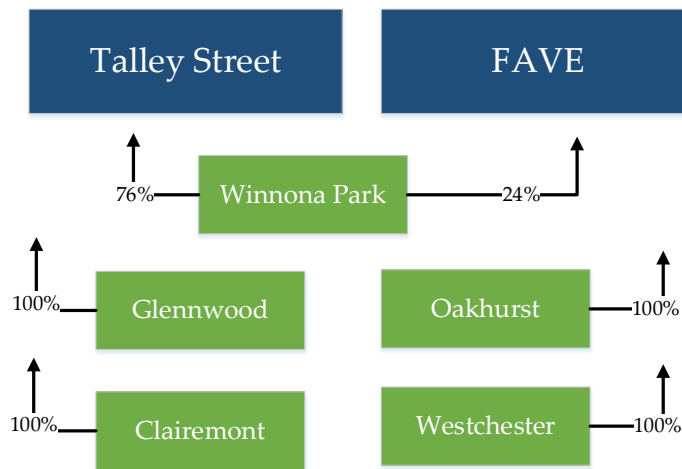 Talley Street
FAVE
76%
Winnona Park
24%
100%
Glennwood
Oakhurst
100%
100%
Clairemont
Westchester
100%